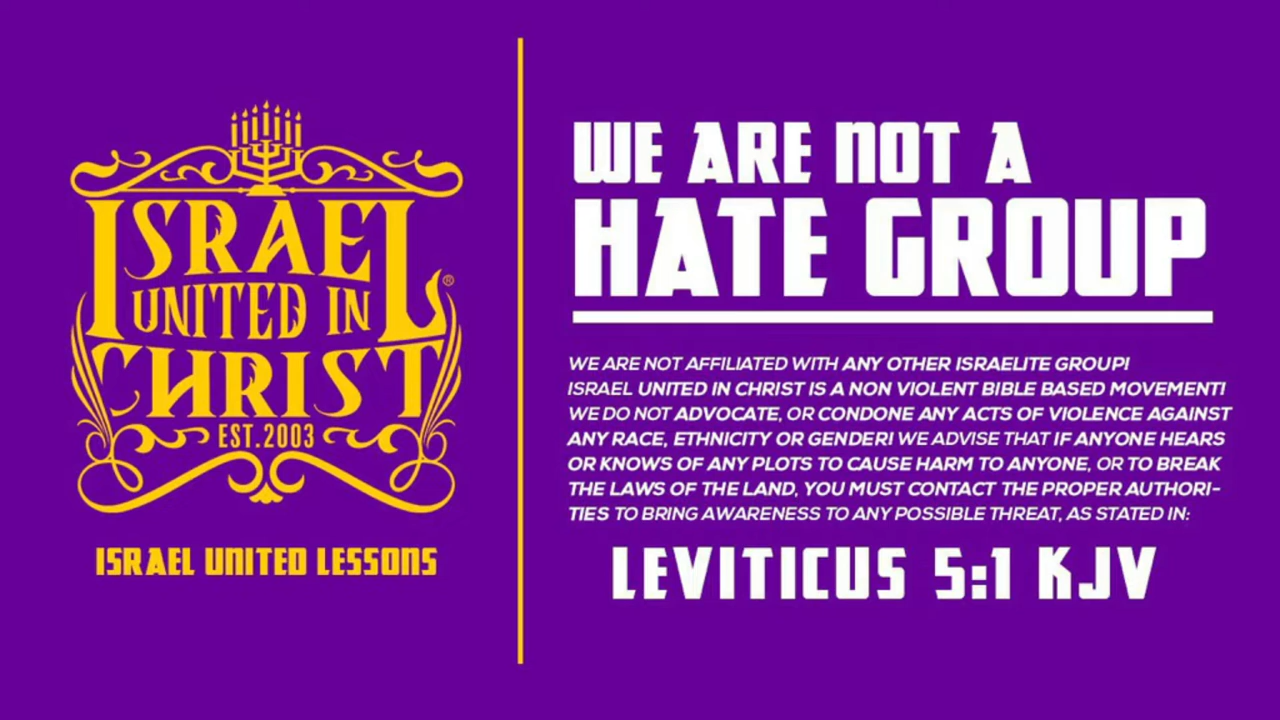 ISRAEL
UNITED IN
CHRIST
®
EST.2003
ISRAEL UNITED LESSONS
WE ARE NOT A
HATE GROUP
WE ARE NOT AFFILIATED WITH ANY OTHER ISRAELITE GROUP!
ISRAEL UNITED IN CHRIST IS A NON VIOLENT BIBLE BASED MOVEMENT!
WE DO NOT ADVOCATE, OR CONDONE ANY ACTS OF VIOLENCE AGAINST
ANY RACE, ETHNICITY OR GENDER! WE ADVISE THAT IF ANYONE HEARS
OR KNOWS OF ANY PLOTS TO CAUSE HARM TO ANYONE, OR TO BREAK
THE LAWS OF THE LAND, YOU MUST CONTACT THE PROPER AUTHORI-
TIES TO BRING AWARENESS TO ANY POSSIBLE THREAT, AS STATED IN:
LEVITICUS 5:1 KJV